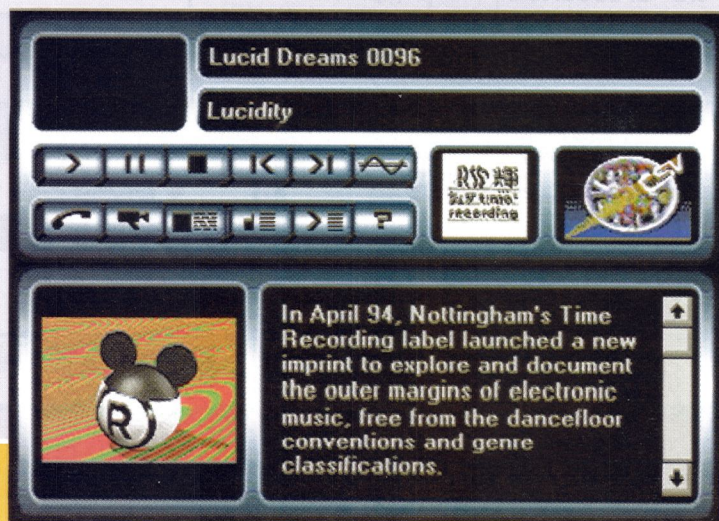 Lucid Dreams 0096
Lucidity
?
recording
R
In April 94, Nottingham's Time
Recording label launched a new
imprint to explore and document
the outer margins of electronic
music, free from the dancefloor
conventions and genre
classifications.